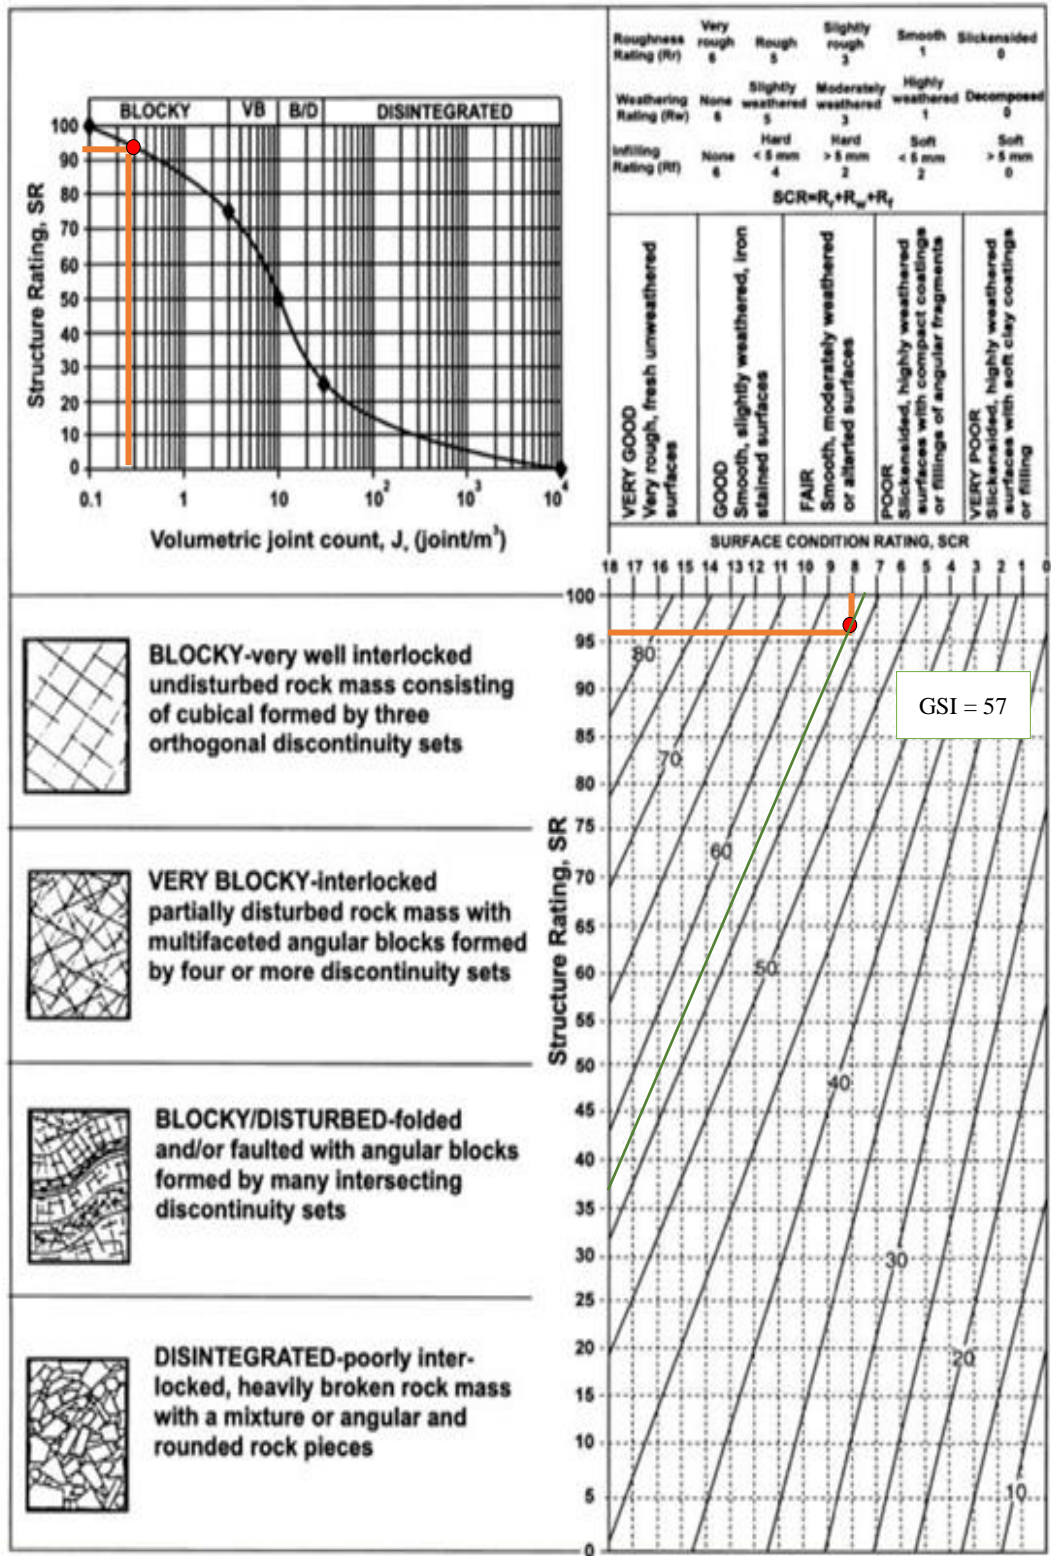 Roughness Rating (Rr)
Very rough 6
Rough 5
Slightly rough 3
Smooth 1
Slickensided 0
Weathering Rating (Rw)
None 6
Slightly weathered 5
Moderately weathered 3
Highly weathered 1
Decomposed 0
Infilling Rating (Rf)
None 6
Hard < 5 mm 4
Hard > 5 mm 2
Soft < 5 mm 2
Soft > 5 mm 0
SCR=Rr+Rw+Rf
BLOCKY VB B/D DISINTEGRATED
Structure Rating, SR
100
90
80
70
60
50
40
30
20
10
0
0.1 1 10 10² 10³ 10⁴
Volumetric joint count, Jv (joint/m³)
VERY GOOD
Very rough, fresh unweathered
surfaces
GOOD
Smooth, slightly weathered, iron
stained surfaces
FAIR
Smooth, moderately weathered
or alterted surfaces
POOR
Slickensided, highly weathered
surfaces with compact coatings
or fillings of angular fragments
VERY POOR
Slickensided, highly weathered
surfaces with soft clay coatings
or filling
SURFACE CONDITION RATING, SCR
18 17 16 15 14 13 12 11 10 9 8 7 6 5 4 3 2 1 0
BLOCKY-very well interlocked
undisturbed rock mass consisting
of cubical formed by three
orthogonal discontinuity sets
VERY BLOCKY-interlocked
partially disturbed rock mass with
multifaceted angular blocks formed
by four or more discontinuity sets
BLOCKY/DISTURBED-folded
and/or faulted with angular blocks
formed by many intersecting
discontinuity sets
DISINTEGRATED-poorly inter-
locked, heavily broken rock mass
with a mixture or angular and
rounded rock pieces
Structure Rating, SR
100
95
90
85
80
75
70
65
60
55
50
45
40
35
30
25
20
15
10
5
0
80
70
60
50
40
30
20
10
GSI = 57